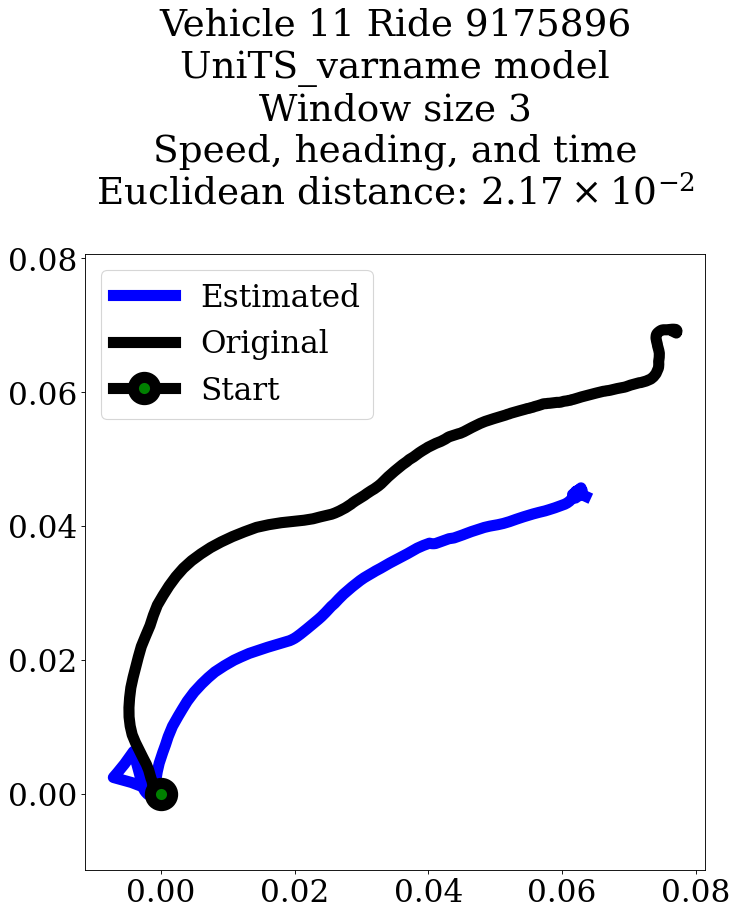 Vehicle 11 Ride 9175896
UniTS_varname model
Window size 3
Speed, heading, and time
Euclidean distance: 2.17 × 10⁻²
0.08
0.06
0.04
0.02
0.00
Estimated
Original
Start
0.00 0.02 0.04 0.06 0.08